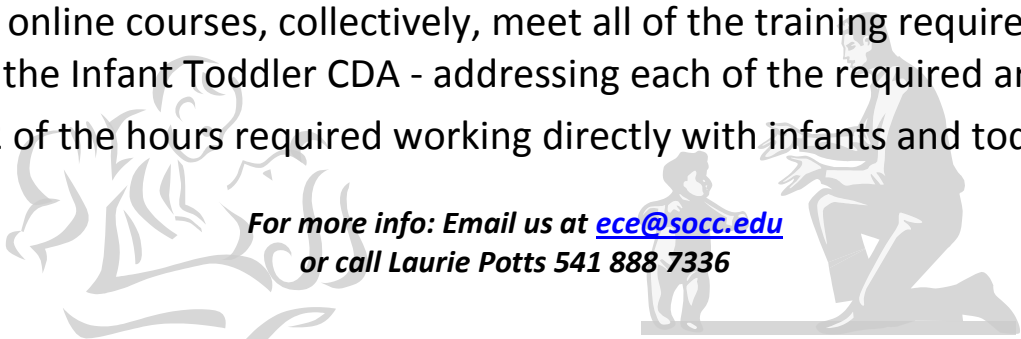 online courses, collectively, meet all of the training require
the Infant Toddler CDA - addressing each of the required
of the hours required working directly with infants and
For more info: Email us at ece@socc.edu
or call Laurie Potts 541 888 7336